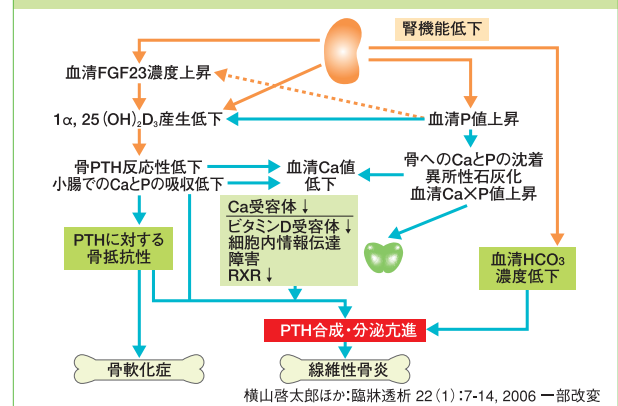 腎機能低下
血清FGF23濃度上昇
1α, 25(OH)₂D₃産生低下
血清P値上昇
骨PTH反応性低下
小腸でのCaとPの吸収低下
血清Ca値
低下
骨へのCaとPの沈着
異所性石灰化
血清Ca×P値上昇
Ca受容体↓
ビタミンD受容体↓
細胞内情報伝達
障害
RXR↓
PTHに対する
骨抵抗性
血清HCO₃
濃度低下
PTH合成・分泌亢進
骨軟化症
線維性骨炎
横山啓太郎ほか:臨牀透析 22(1):7-14, 2006 一部改変